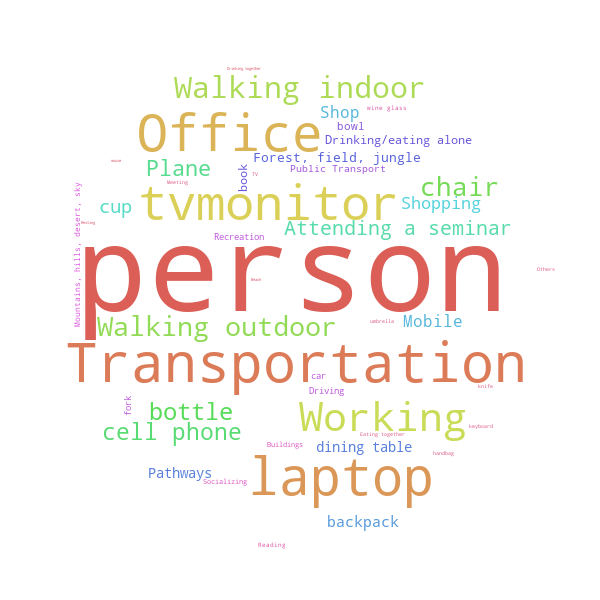 Drinking together
Walking indoor
wine glass
Shop
Office
bowl
Drinking/eating alone
Forest, field, jungle
Plane
Public Transport
book
TV
Meeting
chair
tvmonitor
Shopping
cup
Attending a seminar
Recreation
Mountains, hills, desert, sky
person
Others
Walking outdoor
umbrella
Mobile
Transportation
car
knife
Driving
fork
bottle
Working
cell phone
keyboard
Eating together
Buildings
dining table
handbag
Pathways
laptop
Socializing
backpack
Reading